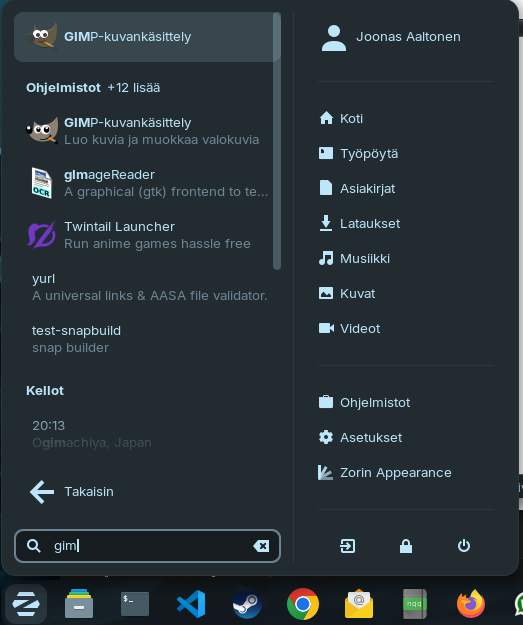 GIMP-kuvankäsittely
Ohjelmistot +12 lisää
GIMP-kuvankäsittely
Luo kuvia ja muokkaa valokuvia
gImageReader
OCR
A graphical (gtk) frontend to te...
Twintail Launcher
Run anime games hassle free
yurl
A universal links & AASA file validator.
test-snapbuild
snap builder
Kellot
20:13
Ogimachiya, Japan
Takaisin
gim
Joonas Aaltonen
Koti
Työpöytä
Asiakirjat
Lataukset
Musiikki
Kuvat
Videot
Ohjelmistot
Asetukset
Zorin Appearance
$_
nqq